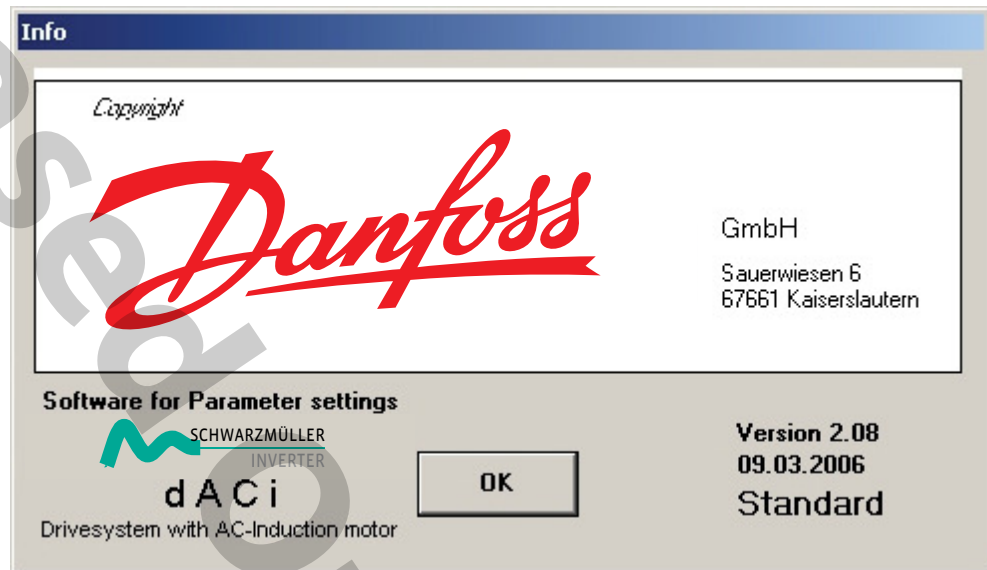 Info
Copyright
Danfoss
GmbH
Sauerwiesen 6
67661 Kaiserslautern
Software for Parameter settings
SCHWARZMÜLLER
INVERTER
dACi
Drivesystem with AC-Induction motor
OK
Version 2.08
09.03.2006
Standard